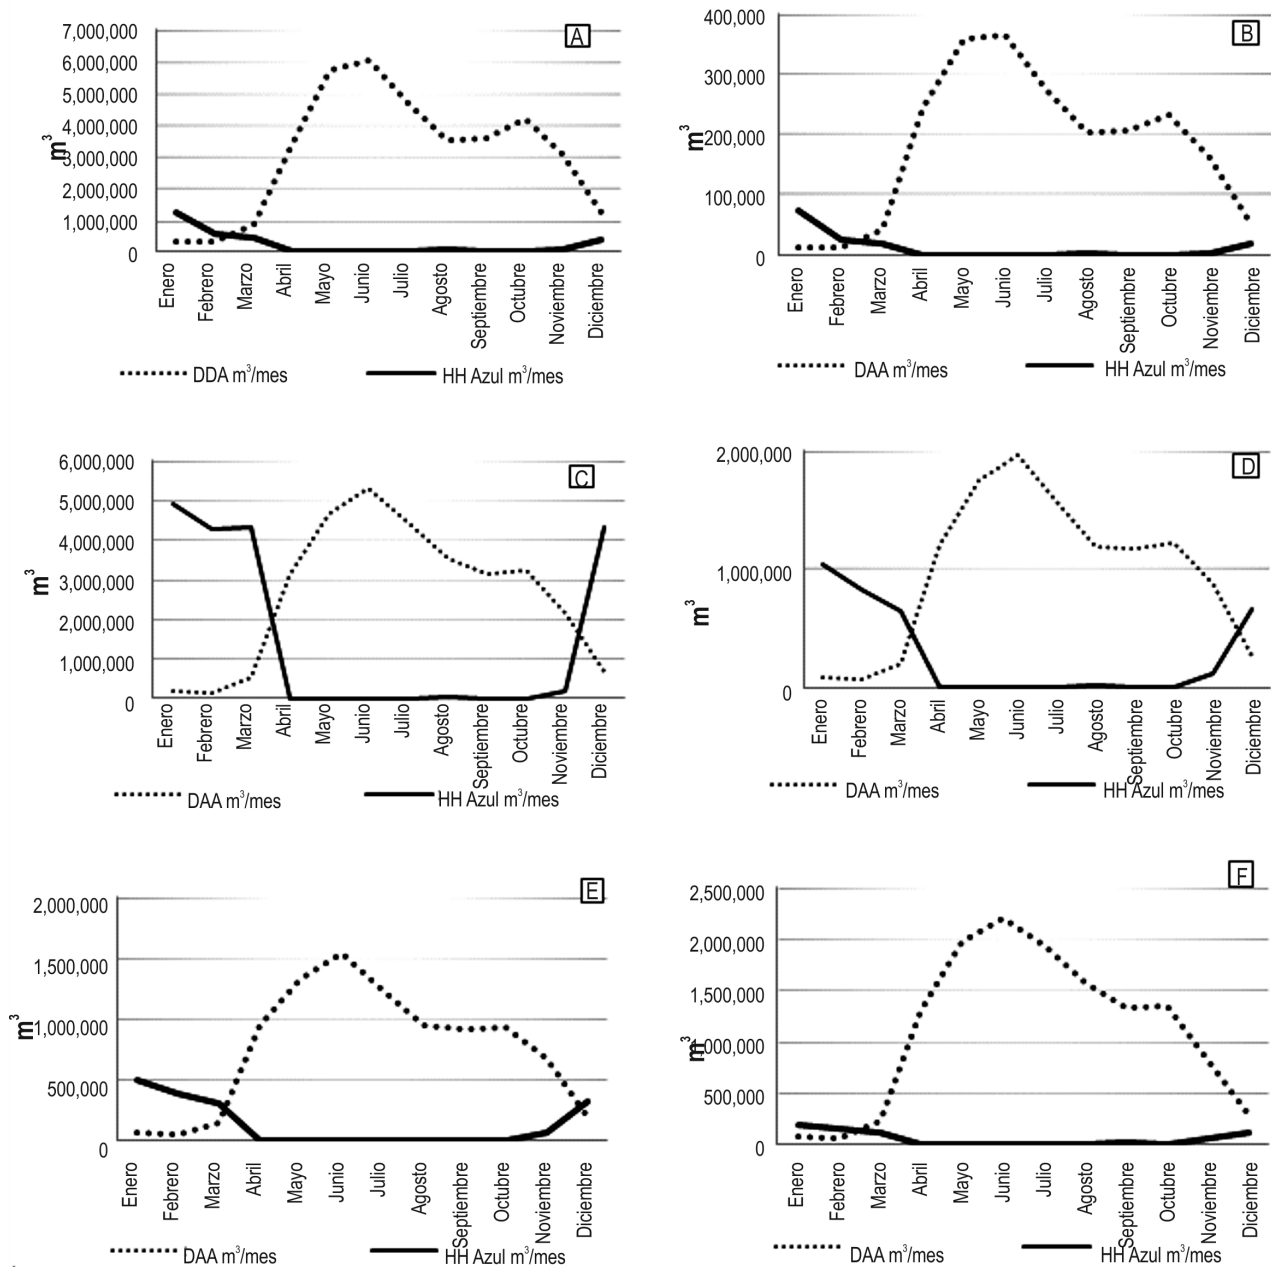 A
7,000,000
6,000,000
5,000,000
4,000,000
3,000,000
2,000,000
1,000,000
0
m³
Enero
Febrero
Marzo
Abril
Mayo
Junio
Julio
Agosto
Septiembre
Octubre
Noviembre
Diciembre
DDA m³/mes
HH Azul m³/mes
B
400,000
300,000
200,000
100,000
0
m³
Enero
Febrero
Marzo
Abril
Mayo
Junio
Julio
Agosto
Septiembre
Octubre
Noviembre
Diciembre
DAA m³/mes
HH Azul m³/mes
C
6,000,000
5,000,000
4,000,000
3,000,000
2,000,000
1,000,000
0
m³
Enero
Febrero
Marzo
Abril
Mayo
Junio
Julio
Agosto
Septiembre
Octubre
Noviembre
Diciembre
DAA m³/mes
HH Azul m³/mes
D
2,000,000
1,000,000
0
m³
Enero
Febrero
Marzo
Abril
Mayo
Junio
Julio
Agosto
Septiembre
Octubre
Noviembre
Diciembre
DAA m³/mes
HH Azul m³/mes
E
2,000,000
1,500,000
1,000,000
500,000
0
m³
Enero
Febrero
Marzo
Abril
Mayo
Junio
Julio
Agosto
Septiembre
Octubre
Noviembre
Diciembre
DAA m³/mes
HH Azul m³/mes
F
2,500,000
2,000,000
1,500,000
1,000,000
500,000
0
m³
Enero
Febrero
Marzo
Abril
Mayo
Junio
Julio
Agosto
Septiembre
Octubre
Noviembre
Diciembre
DAA m³/mes
HH Azul m³/mes